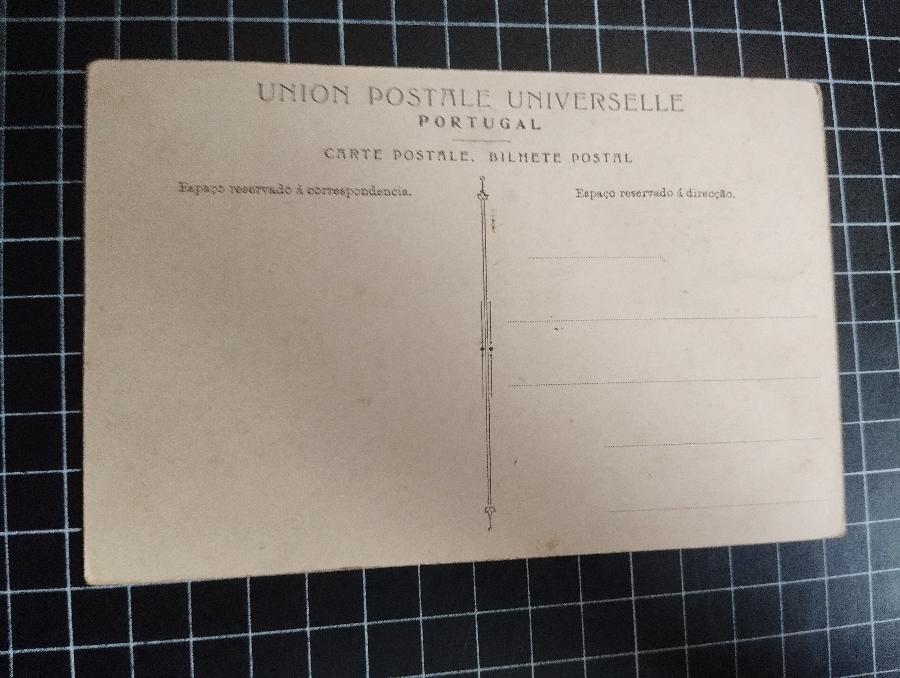 UNION POSTALE UNIVERSELLE
PORTUGAL
CARTE POSTALE. BILHETE POSTAL
Espaço reservado á correspondencia.
Espaço reservado á direcção.